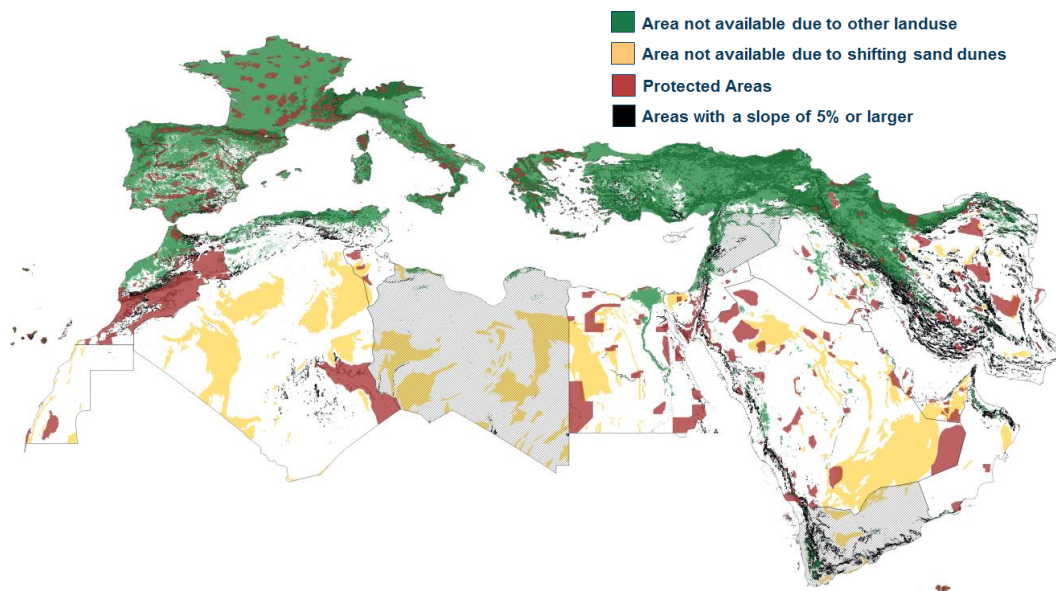 Area not available due to other landuse
Area not available due to shifting sand dunes
Protected Areas
Areas with a slope of 5% or larger